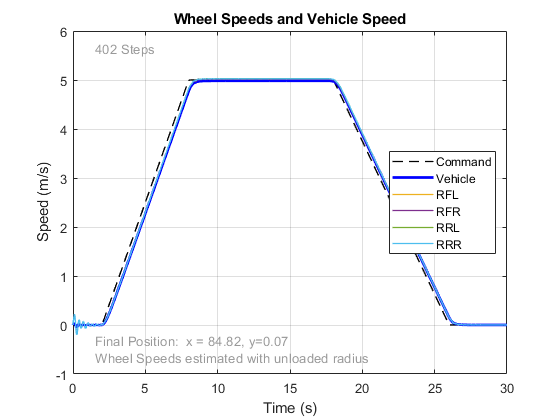 Wheel Speeds and Vehicle Speed
6
402 Steps
5
4
Command
Vehicle
RFL
RFR
RRL
RRR
3
2
1
0
Final Position:  x = 84.82, y=0.07
Wheel Speeds estimated with unloaded radius
-1
0 5 10 15 20 25 30
Time (s)
Speed (m/s)